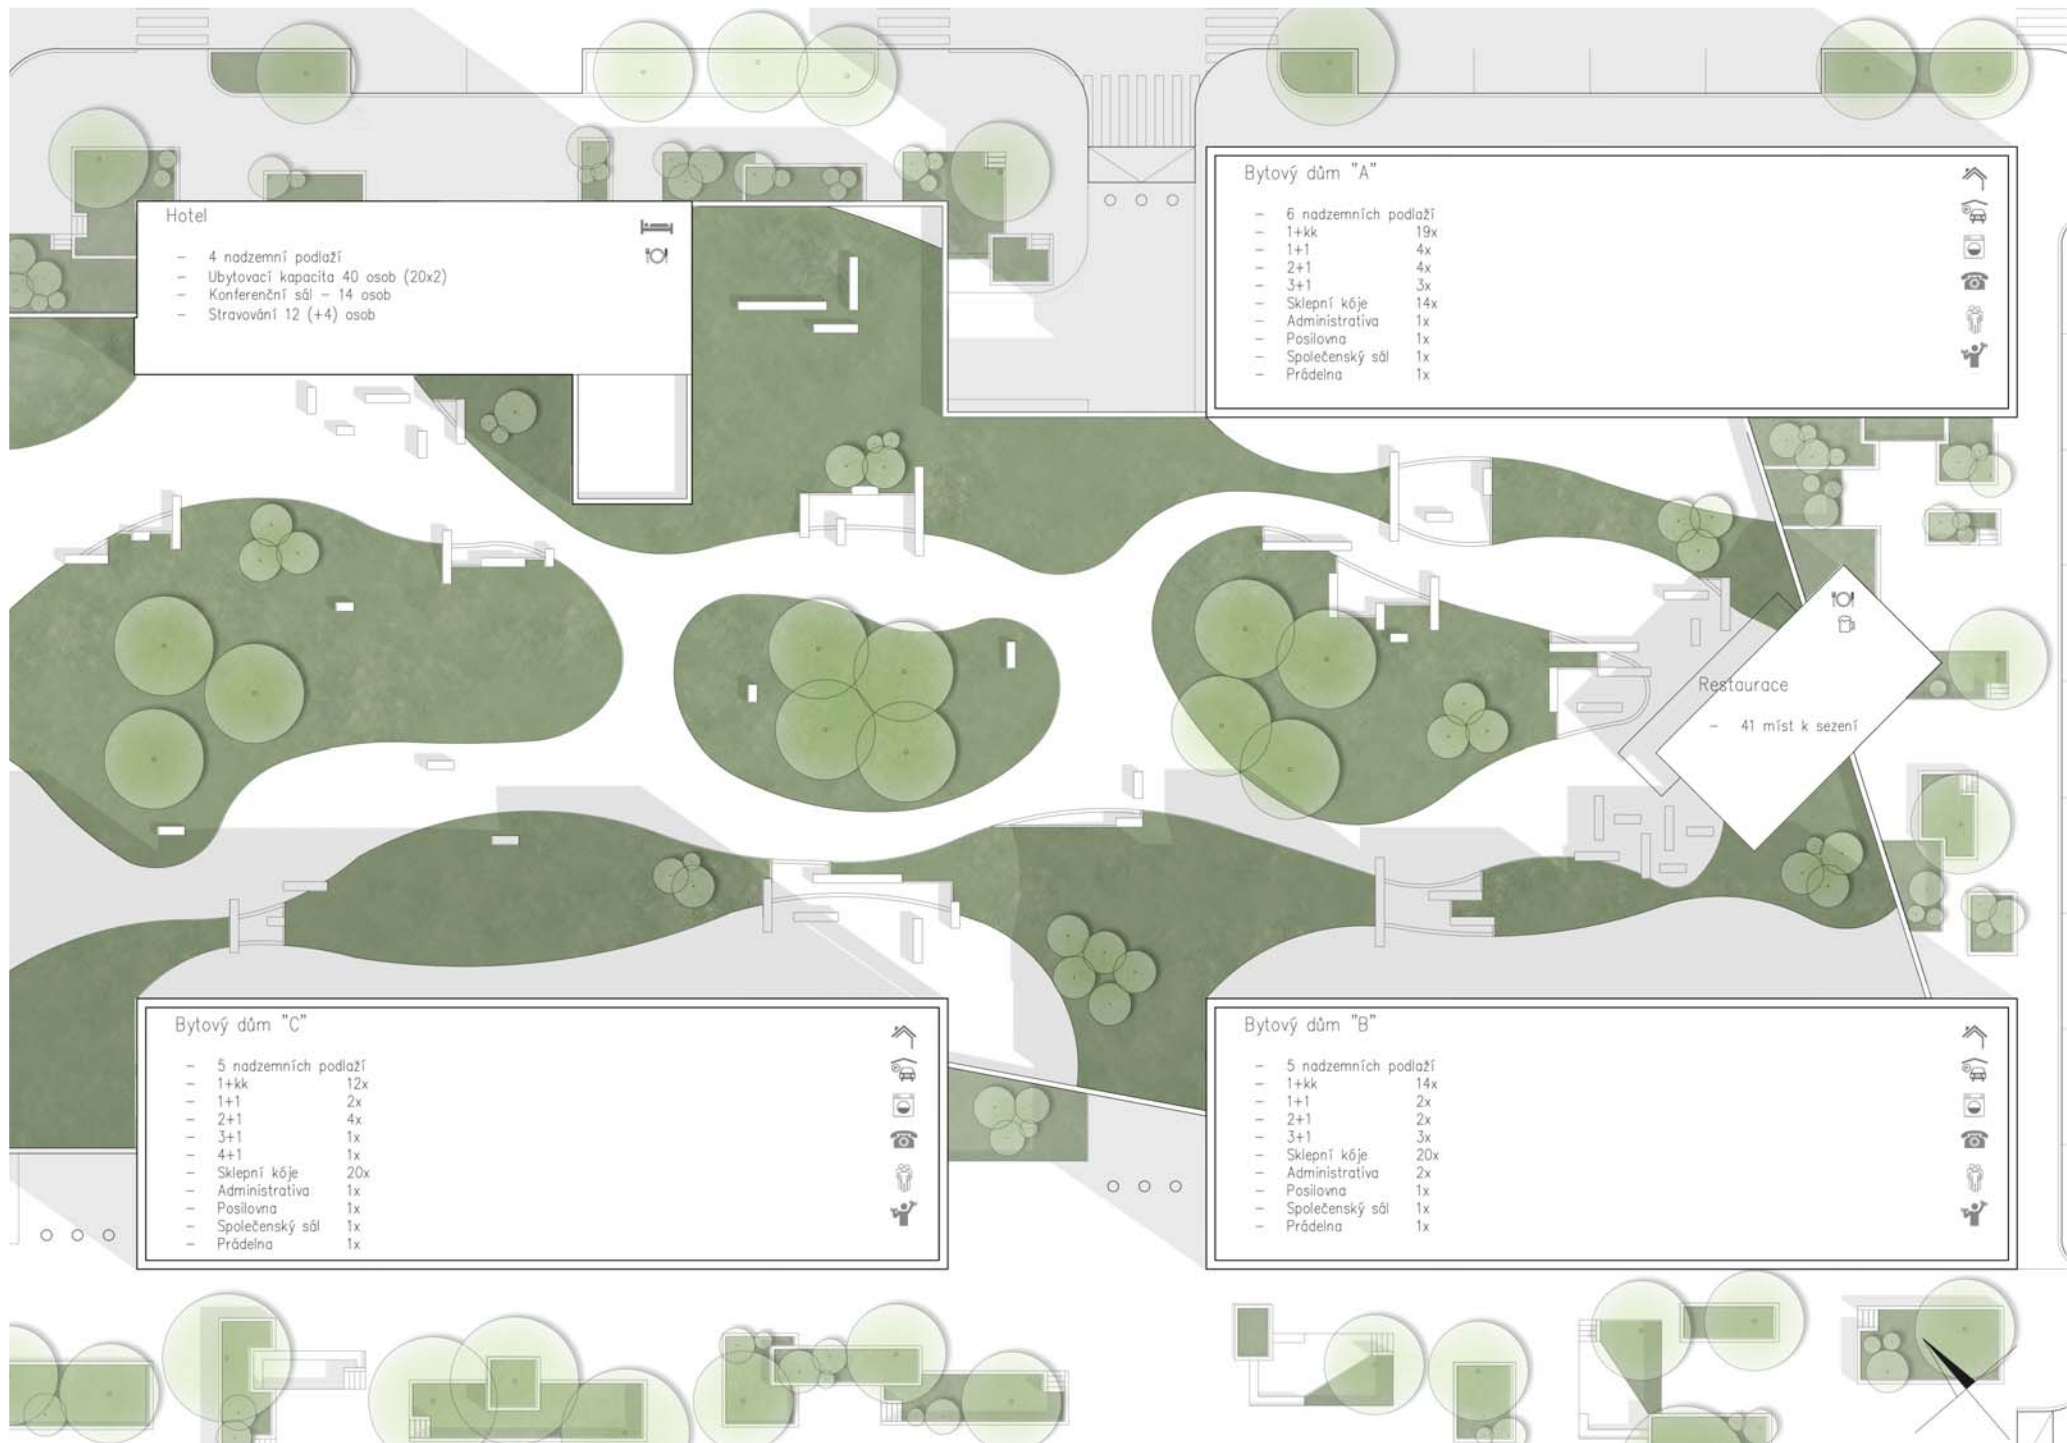 Hotel
– 4 nadzemní podlaží
– Ubytovací kapacita 40 osob (20x2)
– Konferenční sál – 14 osob
– Stravování 12 (+4) osob
Bytový dům "A"
– 6 nadzemních podlaží
– 1+kk 19x
– 1+1 4x
– 2+1 4x
– 3+1 3x
– Sklepní kóje 14x
– Administrativa 1x
– Posilovna 1x
– Společenský sál 1x
– Prádelna 1x
Restaurace
– 41 míst k sezení
Bytový dům "C"
– 5 nadzemních podlaží
– 1+kk 12x
– 1+1 2x
– 2+1 4x
– 3+1 1x
– 4+1 1x
– Sklepní kóje 20x
– Administrativa 1x
– Posilovna 1x
– Společenský sál 1x
– Prádelna 1x
Bytový dům "B"
– 5 nadzemních podlaží
– 1+kk 14x
– 1+1 2x
– 2+1 2x
– 3+1 3x
– Sklepní kóje 20x
– Administrativa 2x
– Posilovna 1x
– Společenský sál 1x
– Prádelna 1x